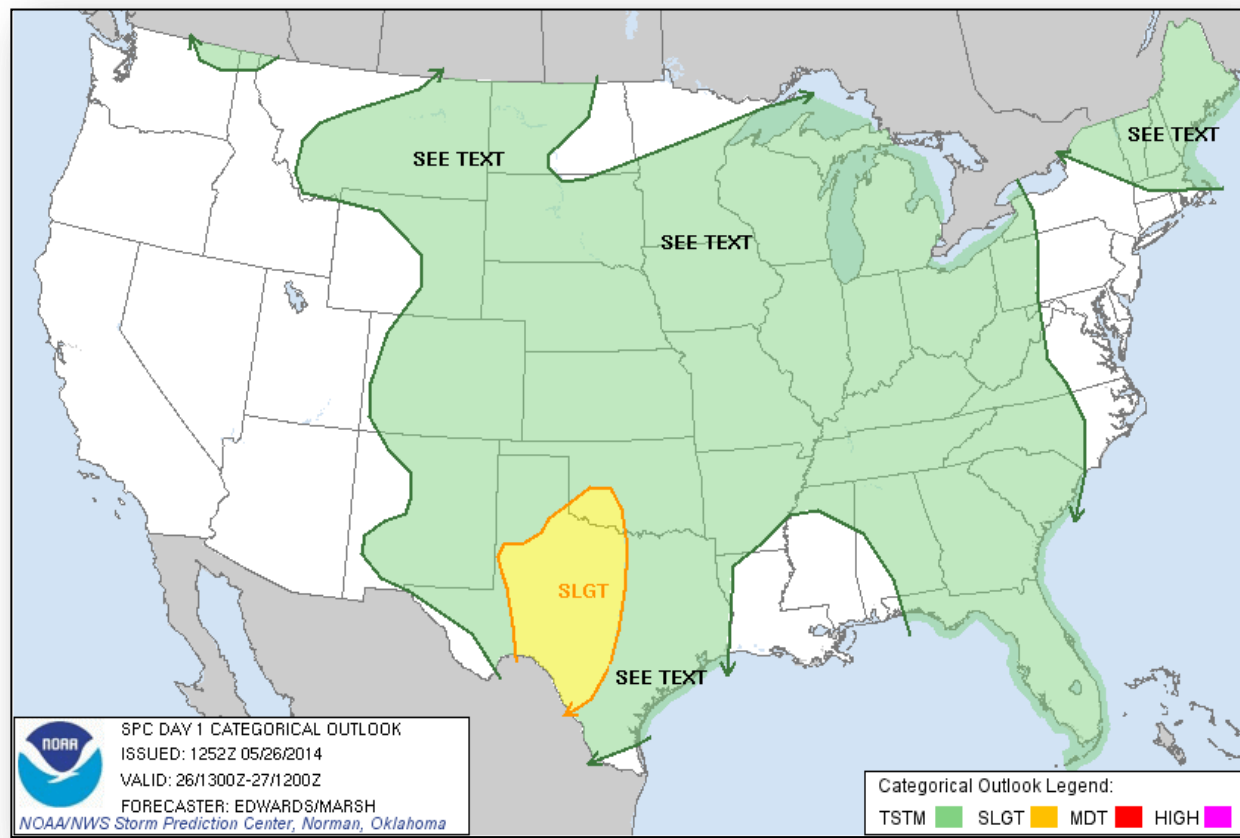 SEE TEXT
SEE TEXT
SEE TEXT
SLGT
SEE TEXT
NOAA
SPC DAY 1 CATEGORICAL OUTLOOK
ISSUED: 1252Z 05/26/2014
VALID: 26/1300Z-27/1200Z
FORECASTER: EDWARDS/MARSH
NOAA/NWS Storm Prediction Center, Norman, Oklahoma
Categorical Outlook Legend:
TSTM SLGT MDT HIGH